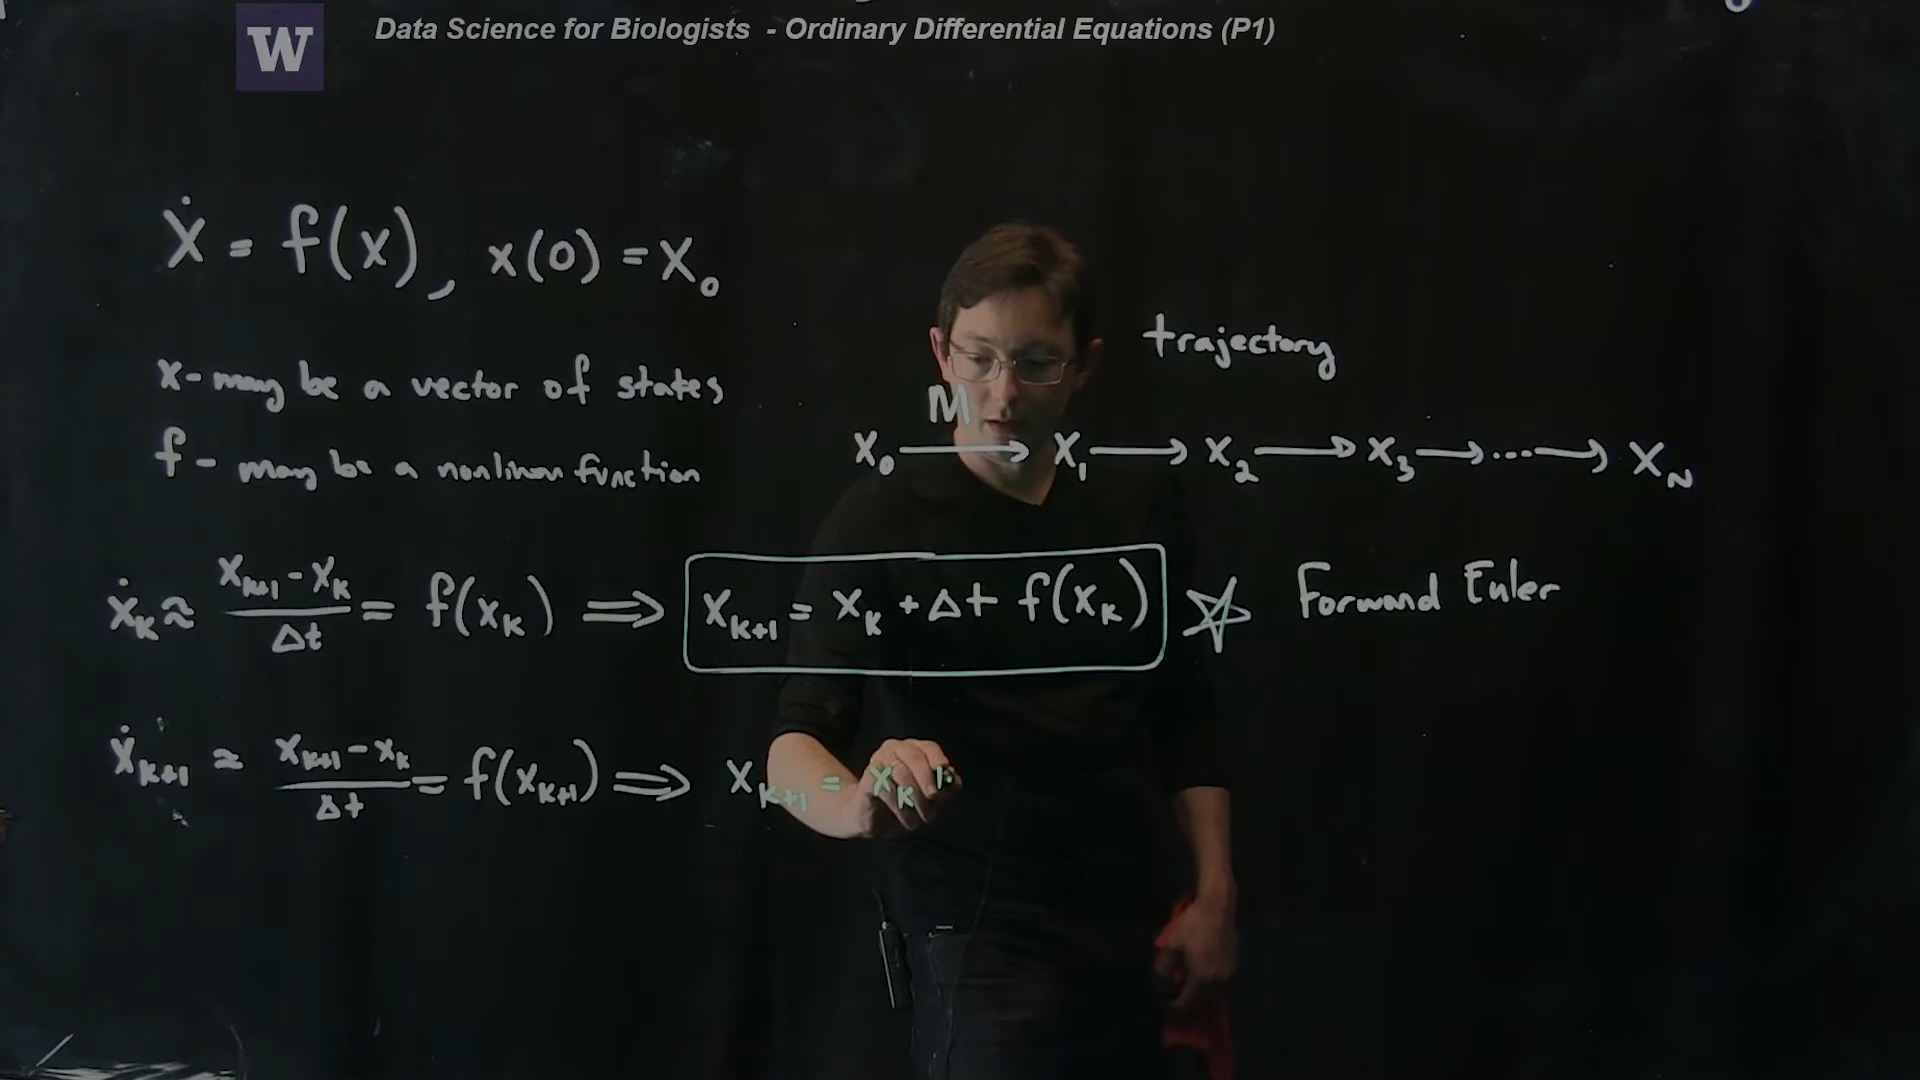 W
Data Science for Biologists - Ordinary Differential Equations (P1)
ẋ = f(x), x(0) = x₀
trajectory
x - may be a vector of states
M
x₀ → x₁ → x₂ → x₃ → ... → x_N
f - may be a nonlinear function
ẋ_k ≈ (x_{k+1} - x_k)/Δt = f(x_k) ⟹ x_{k+1} = x_k + Δt f(x_k) ☆ Forward Euler
ẋ_{k+1} ≈ (x_{k+1} - x_k)/Δt = f(x_{k+1}) ⟹ x_{k+1} = x_k